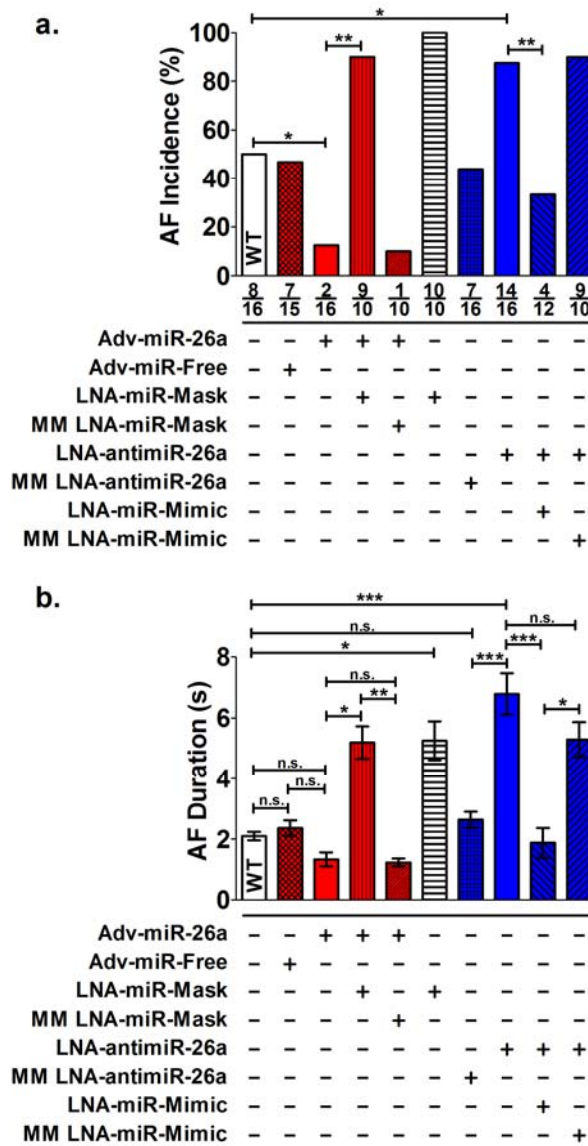 a.
*
**
**
*
AF Incidence (%)
100
80
60
40
20
0
WT
8/16 7/15 2/16 9/10 1/10 10/10 7/16 14/16 4/12 9/10
Adv-miR-26a – – + + + – – – – –
Adv-miR-Free – + – – – – – – – –
LNA-miR-Mask – – – + – + – – – –
MM LNA-miR-Mask – – – – + – – – – –
LNA-antimiR-26a – – – – – – – + + +
MM LNA-antimiR-26a – – – – – – + – – –
LNA-miR-Mimic – – – – – – – – + –
MM LNA-miR-Mimic – – – – – – – – – +
b.
***
n.s.
n.s.
*
***
n.s.
***
**
*
*
n.s.
n.s.
n.s.
AF Duration (s)
8
6
4
2
0
WT
Adv-miR-26a – – + + + – – – – –
Adv-miR-Free – + – – – – – – – –
LNA-miR-Mask – – – + – + – – – –
MM LNA-miR-Mask – – – – + – – – – –
LNA-antimiR-26a – – – – – – – + + +
MM LNA-antimiR-26a – – – – – – + – – –
LNA-miR-Mimic – – – – – – – – + –
MM LNA-miR-Mimic – – – – – – – – – +